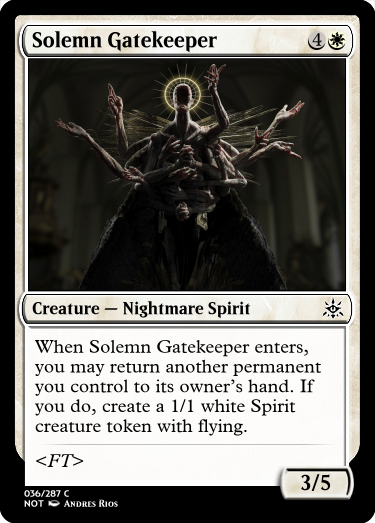 Solemn Gatekeeper 4
Creature — Nightmare Spirit
When Solemn Gatekeeper enters,
you may return another permanent
you control to its owner's hand. If
you do, create a 1/1 white Spirit
creature token with flying.
<FT>
3/5
036/287 C
NOT Andres Rios